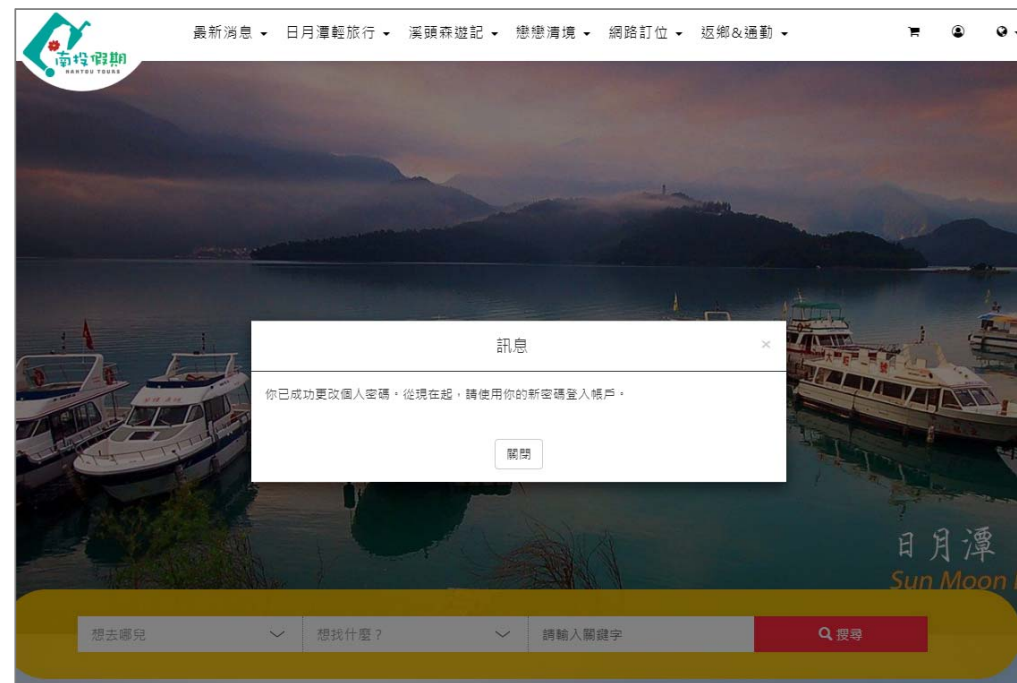 南投假期
NANTOU TOURS
最新消息 日月潭輕旅行 溪頭森遊記 戀戀清境 網路訂位 返鄉&通勤
訊息
×
你已成功更改個人密碼。從現在起，請使用你的新密碼登入帳戶。
關閉
日月潭
Sun Moon
想去哪兒 想找什麼？ 請輸入關鍵字 搜尋